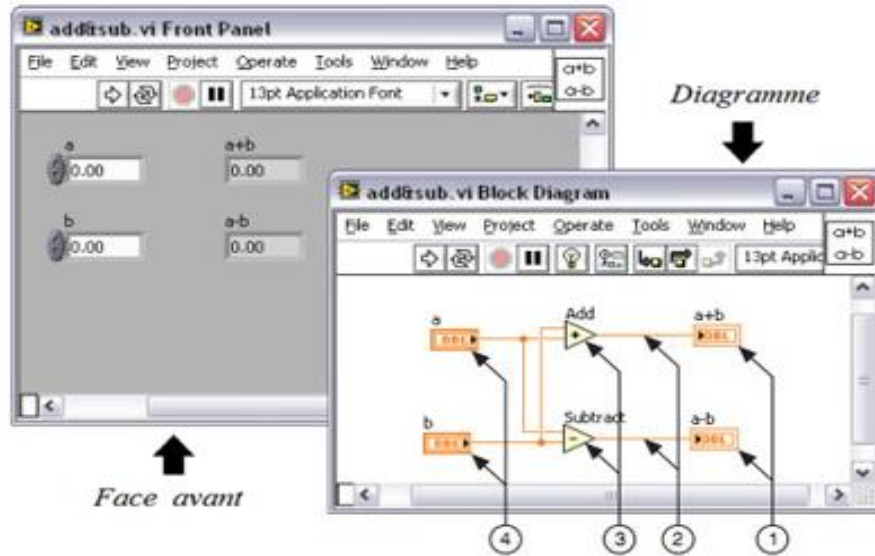 add&sub.vi Front Panel
File Edit View Project Operate Tools Window Help
a+b
a-b
13pt Application Font
a
0.00
a+b
0.00
b
0.00
a-b
0.00
Face avant
Diagramme
add&sub.vi Block Diagram
File Edit View Project Operate Tools Window Help
a+b
a-b
13pt Applic
a
DBL
Add
+
a+b
DBL
b
DBL
Subtract
-
a-b
DBL
4
3
2
1